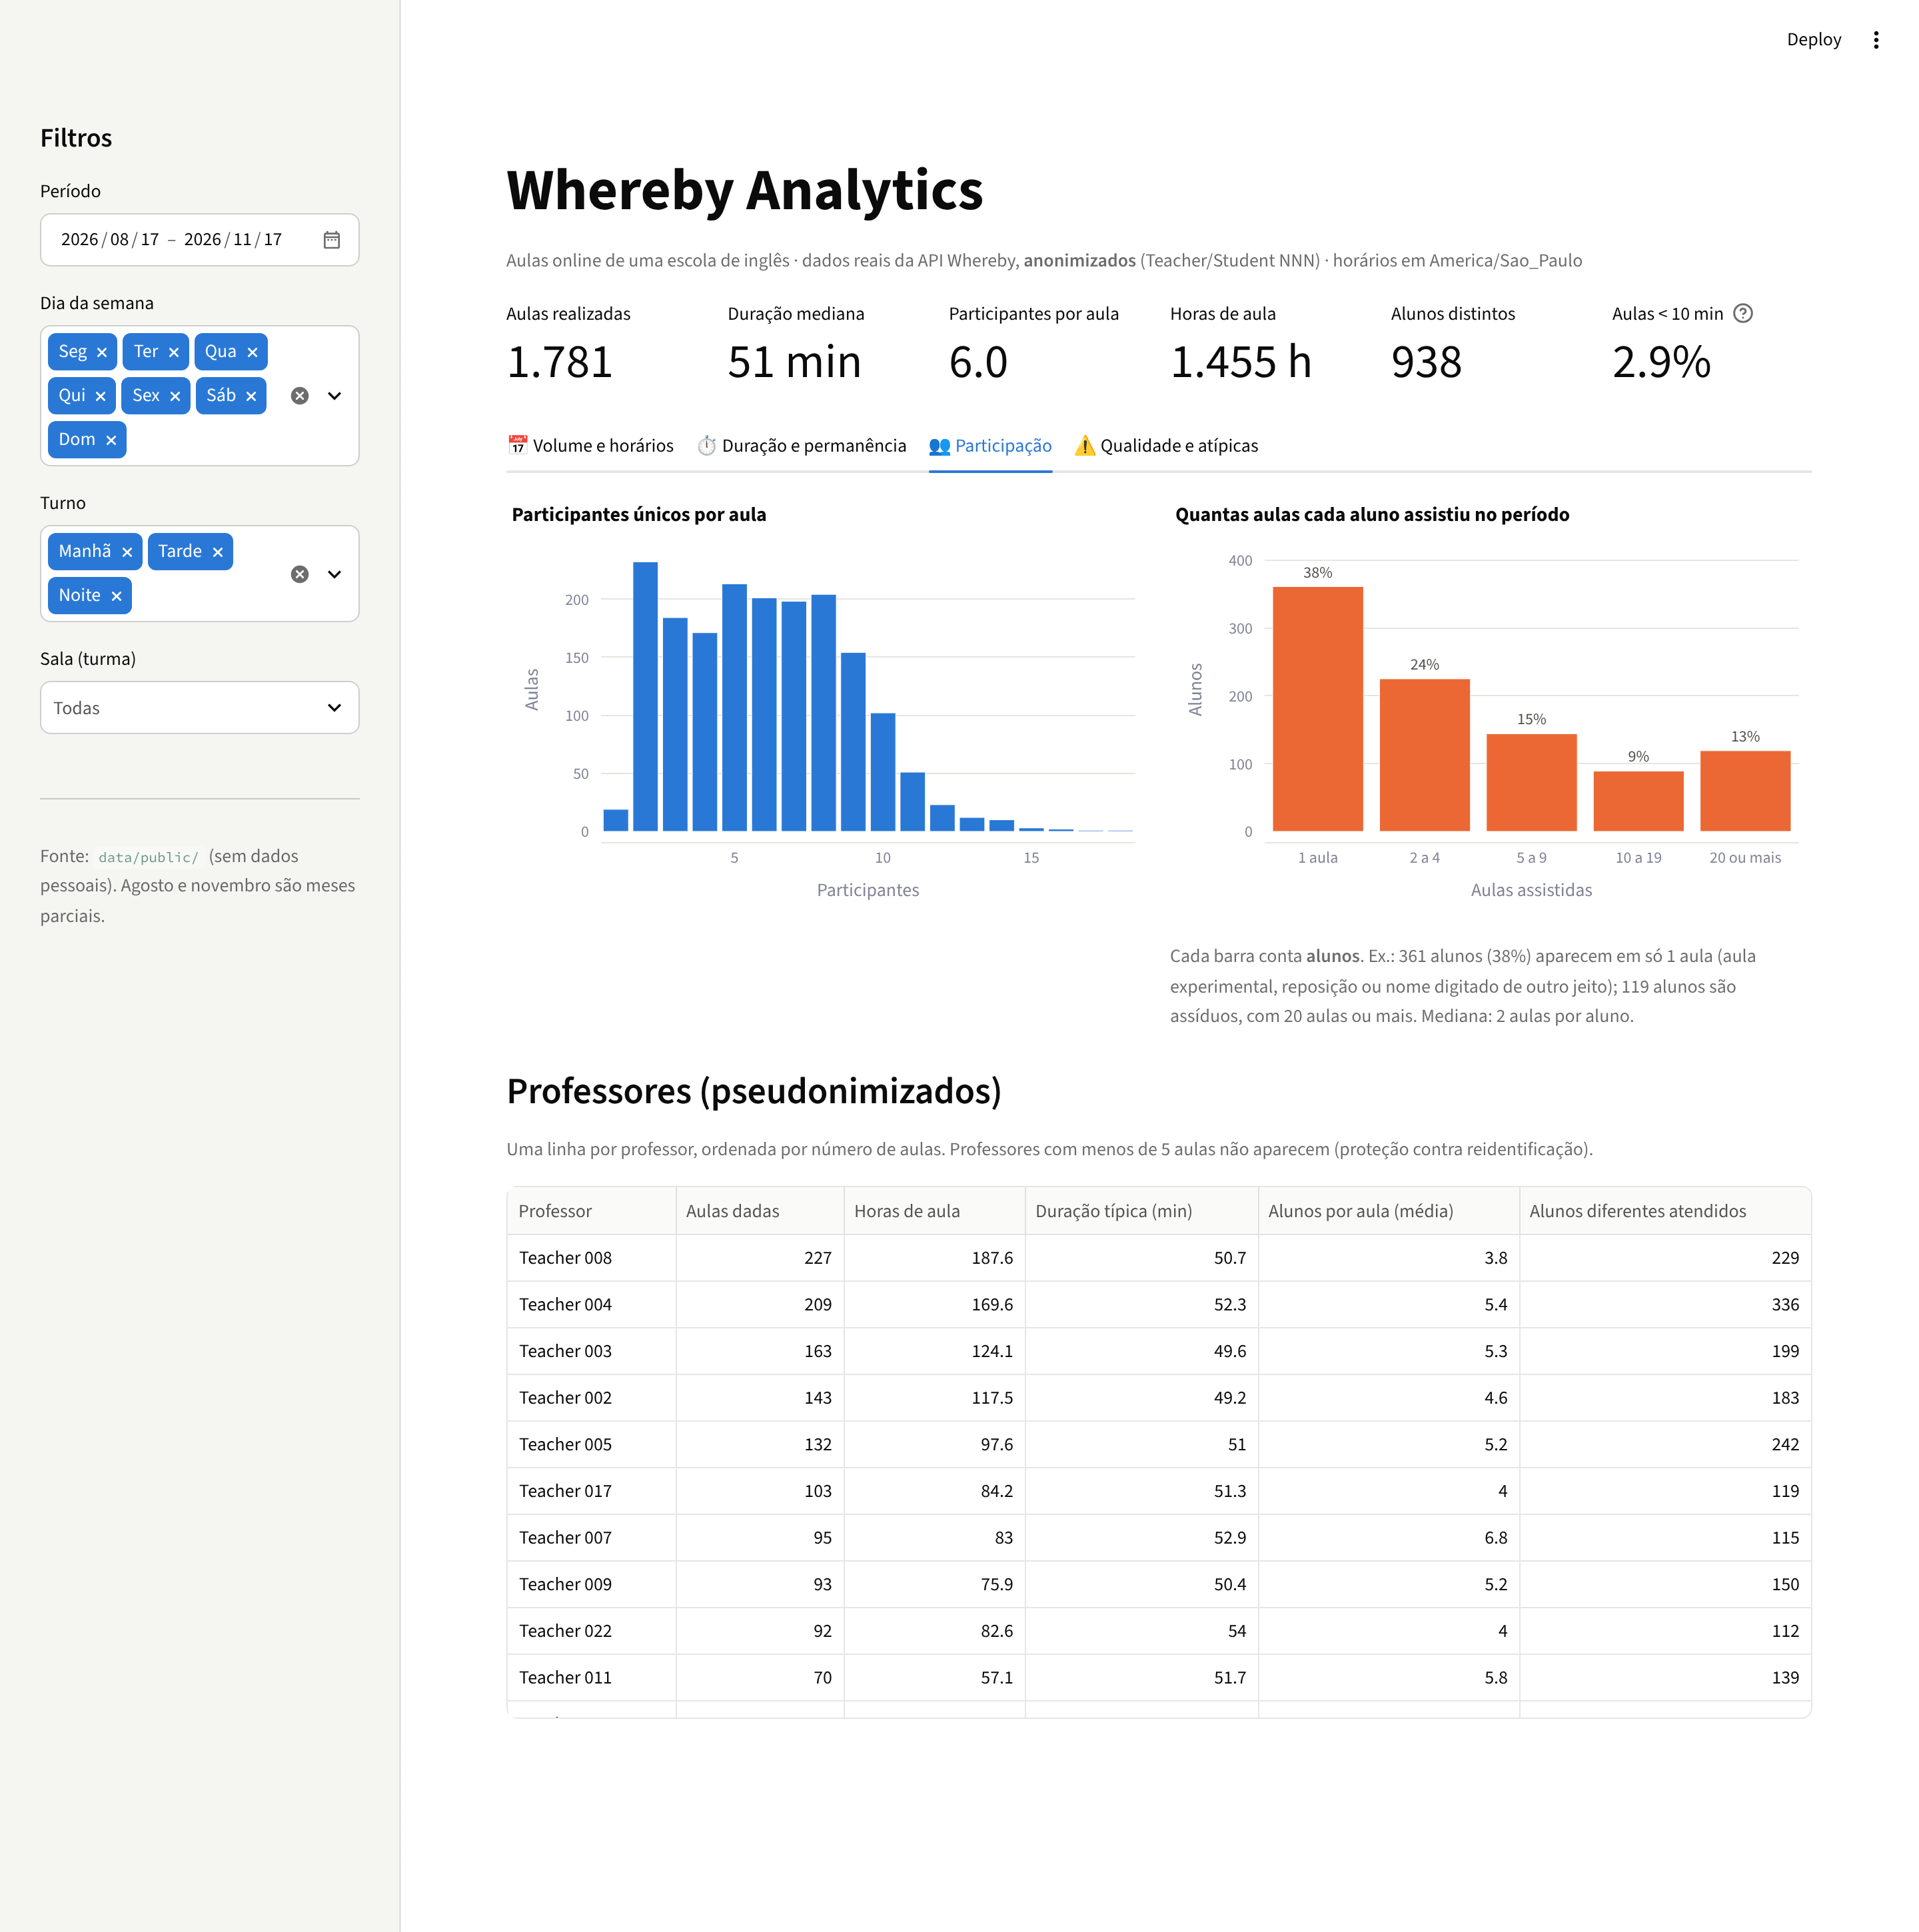 Deploy
Filtros
Período
2026 / 08 / 17 – 2026 / 11 / 17
Dia da semana
Seg
Ter
Qua
Qui
Sex
Sáb
Dom
Turno
Manhã
Tarde
Noite
Sala (turma)
Todas
Fonte: data/public/ (sem dados
pessoais). Agosto e novembro são meses
parciais.
Whereby Analytics
Aulas online de uma escola de inglês · dados reais da API Whereby, anonimizados (Teacher/Student NNN) · horários em America/Sao_Paulo
Aulas realizadas
1.781
Duração mediana
51 min
Participantes por aula
6.0
Horas de aula
1.455 h
Alunos distintos
938
Aulas < 10 min
2.9%
Volume e horários
Duração e permanência
Participação
Qualidade e atípicas
Participantes únicos por aula
Aulas
200
150
100
50
0
5
10
15
Participantes
Quantas aulas cada aluno assistiu no período
Alunos
400
300
200
100
0
38%
24%
15%
9%
13%
1 aula
2 a 4
5 a 9
10 a 19
20 ou mais
Aulas assistidas
Cada barra conta alunos. Ex.: 361 alunos (38%) aparecem em só 1 aula (aula
experimental, reposição ou nome digitado de outro jeito); 119 alunos são
assíduos, com 20 aulas ou mais. Mediana: 2 aulas por aluno.
Professores (pseudonimizados)
Uma linha por professor, ordenada por número de aulas. Professores com menos de 5 aulas não aparecem (proteção contra reidentificação).
Professor Aulas dadas Horas de aula Duração típica (min) Alunos por aula (média) Alunos diferentes atendidos
Teacher 008 227 187.6 50.7 3.8 229
Teacher 004 209 169.6 52.3 5.4 336
Teacher 003 163 124.1 49.6 5.3 199
Teacher 002 143 117.5 49.2 4.6 183
Teacher 005 132 97.6 51 5.2 242
Teacher 017 103 84.2 51.3 4 119
Teacher 007 95 83 52.9 6.8 115
Teacher 009 93 75.9 50.4 5.2 150
Teacher 022 92 82.6 54 4 112
Teacher 011 70 57.1 51.7 5.8 139